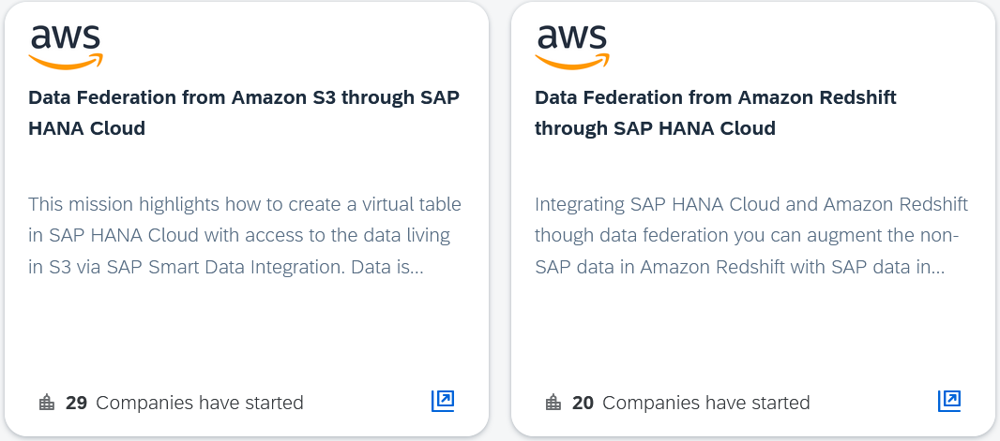 aws
Data Federation from Amazon S3 through SAP
HANA Cloud
This mission highlights how to create a virtual table
in SAP HANA Cloud with access to the data living
in S3 via SAP Smart Data Integration. Data is...
29 Companies have started
aws
Data Federation from Amazon Redshift
through SAP HANA Cloud
Integrating SAP HANA Cloud and Amazon Redshift
though data federation you can augment the non-
SAP data in Amazon Redshift with SAP data in...
20 Companies have started